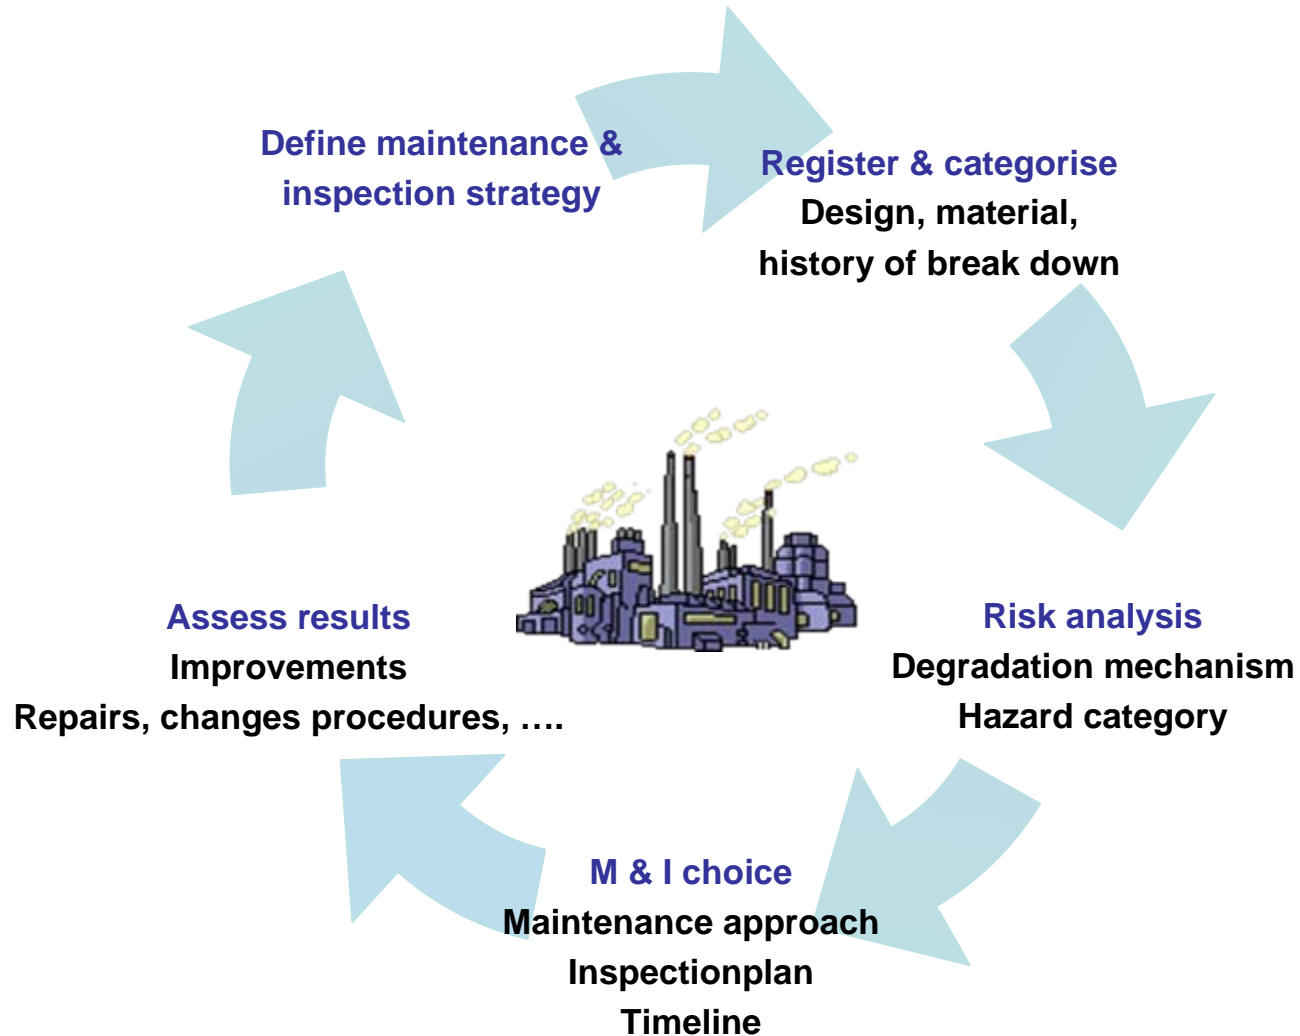 Define maintenance &
inspection strategy
Register & categorise
Design, material,
history of break down
Risk analysis
Degradation mechanism
Hazard category
M & I choice
Maintenance approach
Inspectionplan
Timeline
Assess results
Improvements
Repairs, changes procedures, ….